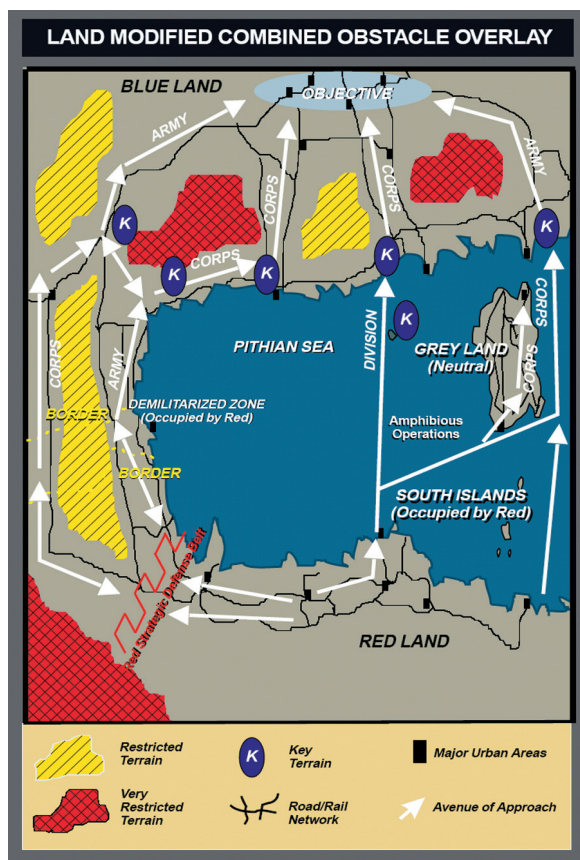 LAND MODIFIED COMBINED OBSTACLE OVERLAY
BLUE LAND
OBJECTIVE
ARMY
ARMY
CORPS
CORPS
K
K
CORPS
K
K
K
K
CORPS
PITHIAN SEA
DIVISION
GREY LAND
(Neutral)
CORPS
CORPS
ARMY
DEMILITARIZED ZONE
(Occupied by Red)
BORDER
Amphibious
Operations
BORDER
SOUTH ISLANDS
(Occupied by Red)
Red Strategic Defense Belt
RED LAND
Restricted
Terrain
K
Key
Terrain
Major Urban Areas
Very
Restricted
Terrain
Road/Rail
Network
Avenue of Approach